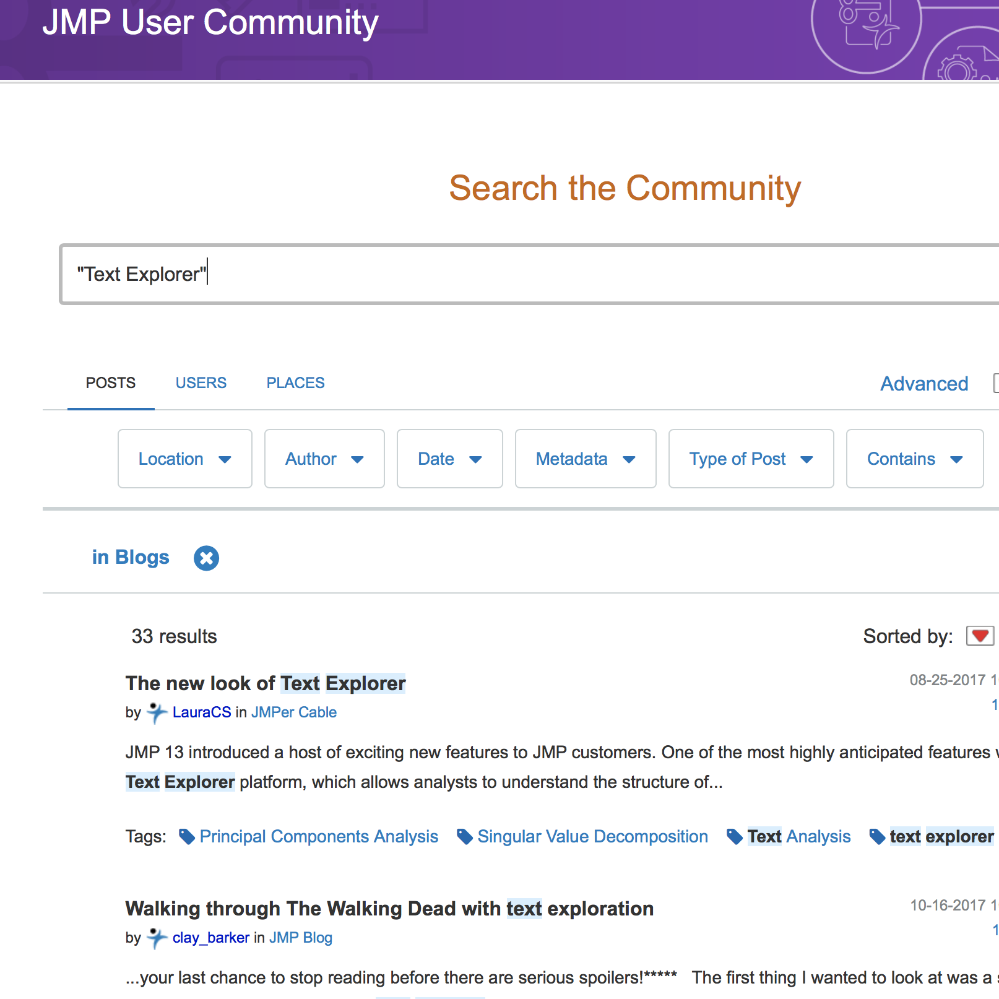 JMP User Community
Search the Community
"Text Explorer"
POSTS USERS PLACES Advanced
Location Author Date Metadata Type of Post Contains
in Blogs
33 results Sorted by:
The new look of Text Explorer 08-25-2017
by LauraCS in JMPer Cable
JMP 13 introduced a host of exciting new features to JMP customers. One of the most highly anticipated features
Text Explorer platform, which allows analysts to understand the structure of...
Tags: Principal Components Analysis Singular Value Decomposition Text Analysis text explorer
Walking through The Walking Dead with text exploration 10-16-2017
by clay_barker in JMP Blog
...your last chance to stop reading before there are serious spoilers!***** The first thing I wanted to look at was a